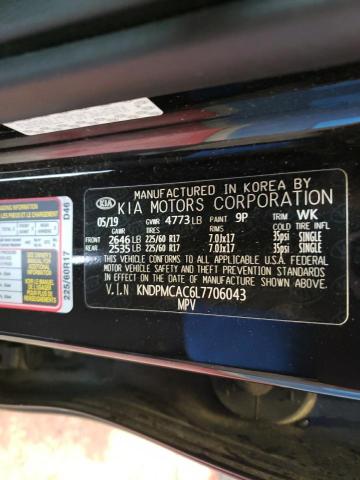 MANUFACTURED IN KOREA BY
KIA KIA MOTORS CORPORATION
05/19 GVWR 4773LB PAINT 9P TRIM WK
TIRE RIMS COLD TIRE INFL
FRONT 2646LB 225/60 R17 7.0Jx17 35psi SINGLE
REAR 2535LB 225/60 R17 7.0Jx17 35psi SINGLE
THIS VEHICLE CONFORMS TO ALL APPLICABLE U.S.A. FEDERAL
MOTOR VEHICLE SAFETY, BUMPER, AND THEFT PREVENTION STANDARDS
IN EFFECT ON THE DATE OF MANUFACTURE SHOWN ABOVE.
V.I.N KNDPMCAC6L7706043
MPV
D46
225/60R17